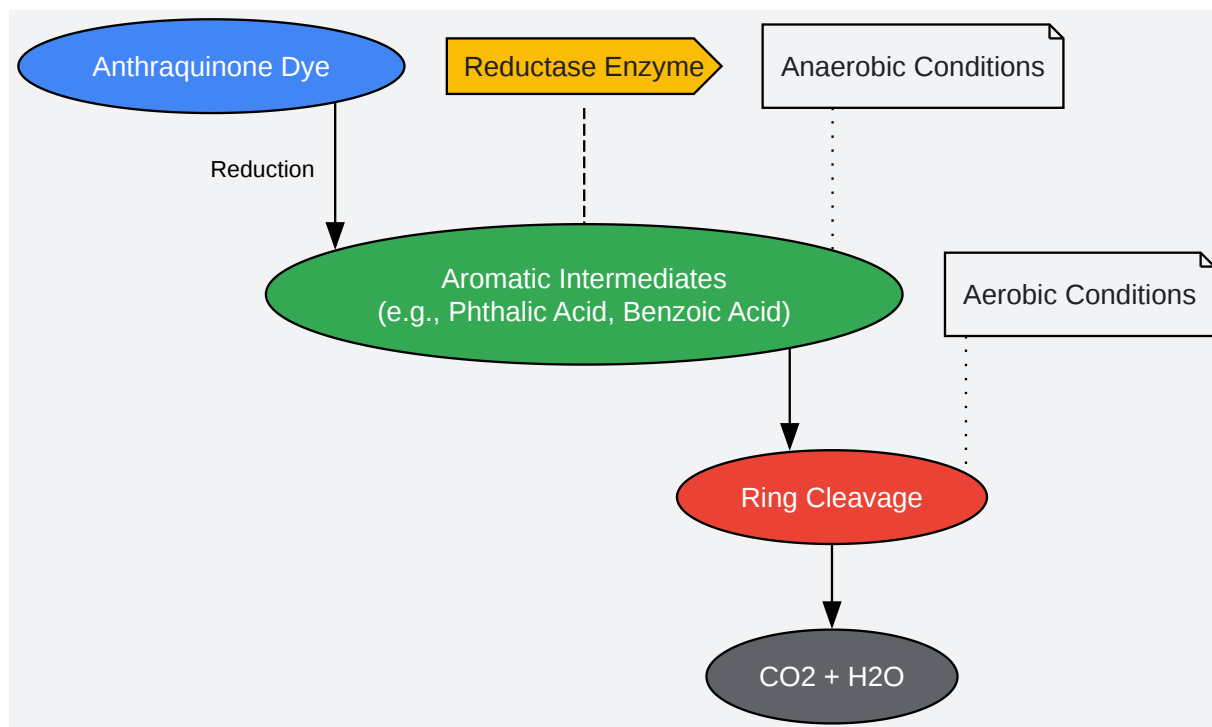 Anthraquinone Dye
Reductase Enzyme
Anaerobic Conditions
Reduction
Aromatic Intermediates
(e.g., Phthalic Acid, Benzoic Acid)
Aerobic Conditions
Ring Cleavage
CO2 + H2O